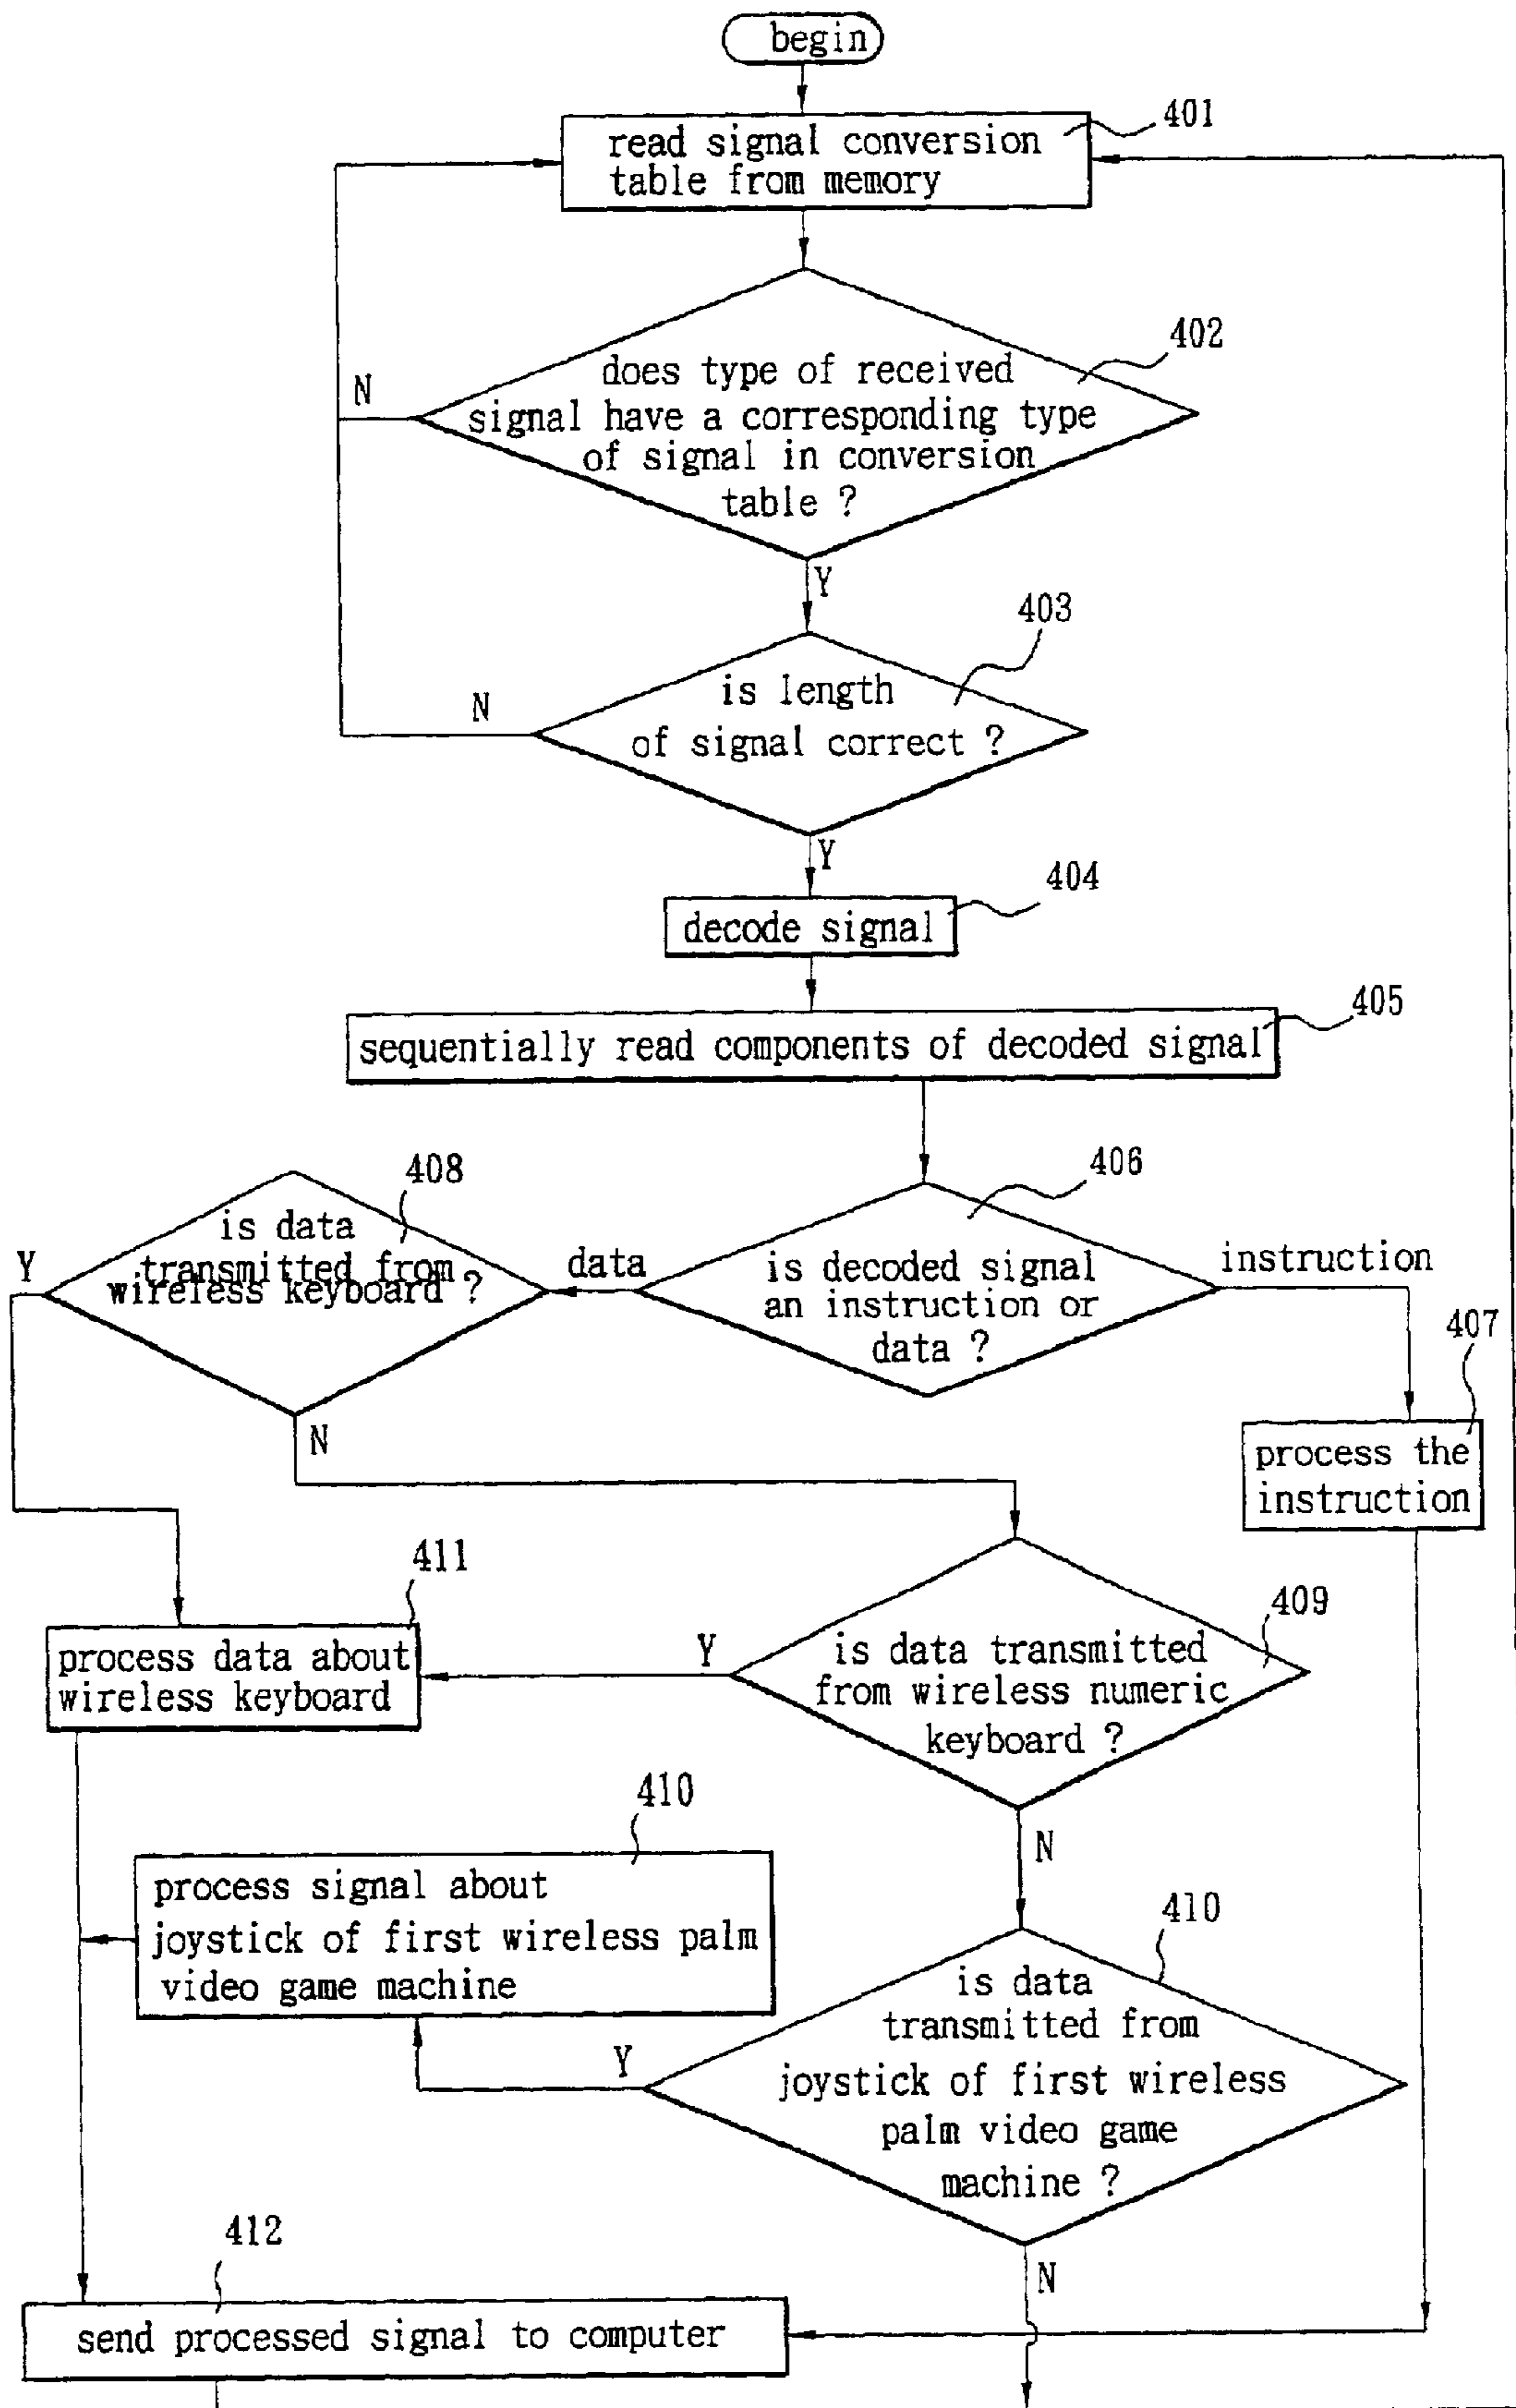 begin
401
read signal conversion
table from memory
402
does type of received
signal have a corresponding type
of signal in conversion
table ?
N
Y
403
is length
of signal correct ?
N
Y
404
decode signal
405
sequentially read components of decoded signal
406
is decoded signal
an instruction or
data ?
data
instruction
408
is data
transmitted from
wireless keyboard ?
Y
N
407
process the
instruction
411
process data about
wireless keyboard
409
is data transmitted
from wireless numeric
keyboard ?
Y
N
410
process signal about
joystick of first wireless palm
video game machine
410
is data
transmitted from
joystick of first wireless
palm video game
machine ?
Y
N
412
send processed signal to computer